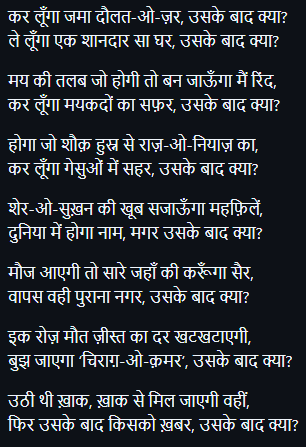 कर लूँगा जमा दौलत-ओ-ज़र, उसके बाद क्या?
ले लूँगा एक शानदार सा घर, उसके बाद क्या?
मय की तलब जो होगी तो बन जाऊँगा मैं रिंद,
कर लूँगा मयकदों का सफ़र, उसके बाद क्या?
होगा जो शौक़ हुस्न से राज़-ओ-नियाज़ का,
कर लूँगा गेसुओं में सहर, उसके बाद क्या?
शेर-ओ-सुख़न की खूब सजाऊँगा महफ़िलें,
दुनिया में होगा नाम, मगर उसके बाद क्या?
मौज आएगी तो सारे जहाँ की करूँगा सैर,
वापस वही पुराना नगर, उसके बाद क्या?
इक रोज़ मौत ज़ीस्त का दर खटखटाएगी,
बुझ जाएगा 'चिराग़-ओ-क़मर', उसके बाद क्या?
उठी थी ख़ाक, ख़ाक से मिल जाएगी वहीं,
फिर उसके बाद किसको ख़बर, उसके बाद क्या?